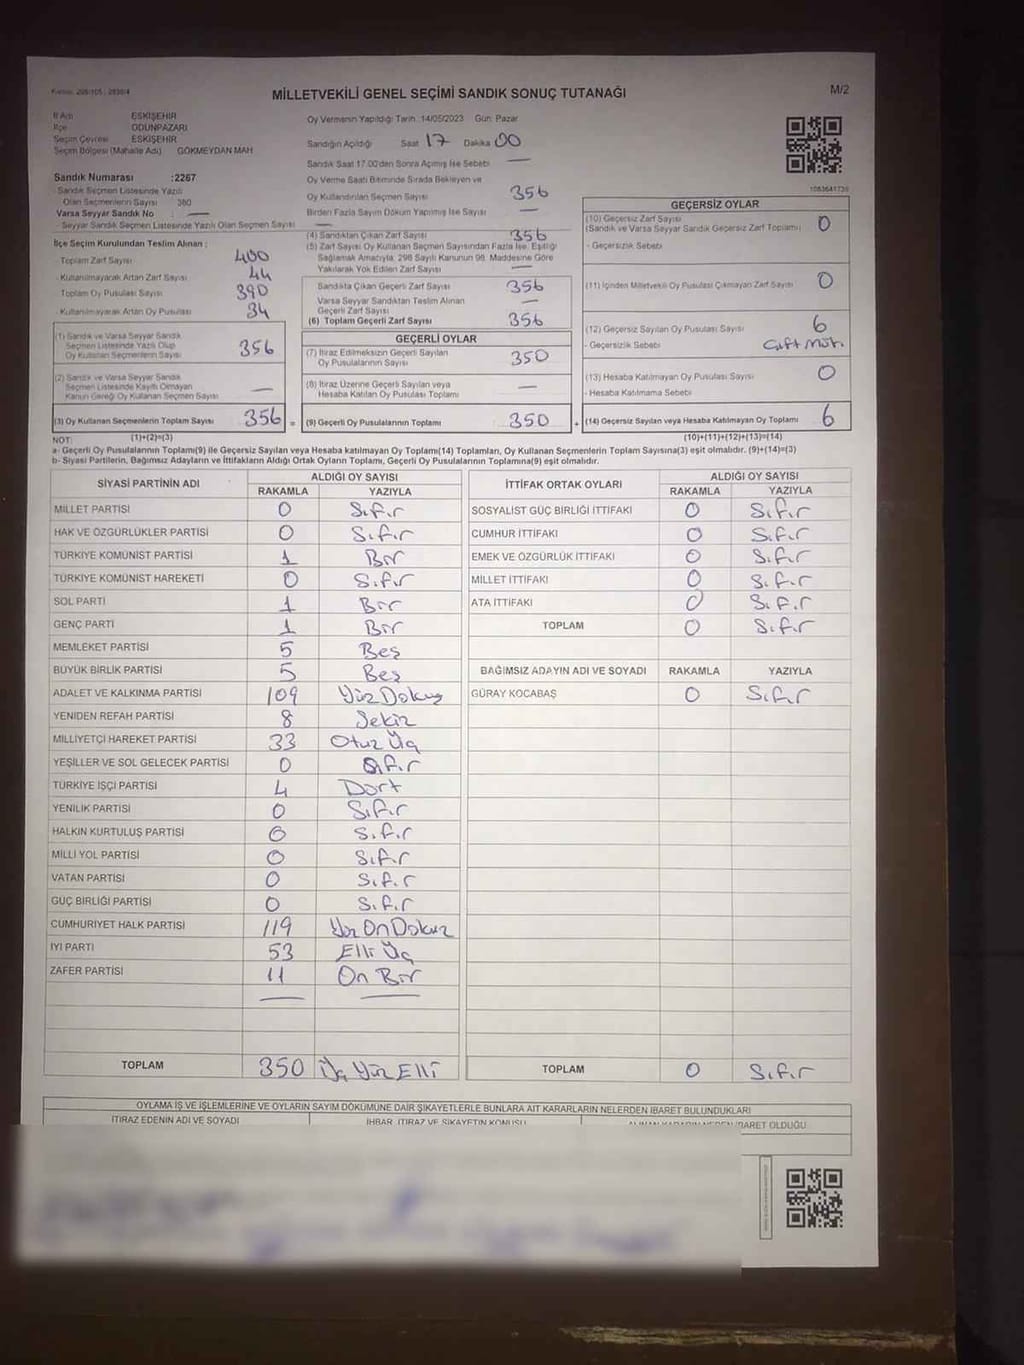 MİLLETVEKİLİ GENEL SEÇİMİ SANDIK SONUÇ TUTANAĞI
M/2
İl Adı ESKİŞEHİR
İlçe ODUNPAZARI
Seçim Çevresi ESKİŞEHİR
Seçim Bölgesi (Mahalle Adı) GÖKMEYDAN MAH
Sandık Numarası :2267
Sandık Seçmen Listesinde Yazılı
Olan Seçmenlerin Sayısı 380
Varsa Seyyar Sandık No : —
Seyyar Sandık Seçmen Listesinde Yazılı Olan Seçmen Sayısı —
İlçe Seçim Kurulundan Teslim Alınan :
Toplam Zarf Sayısı 400
Kullanılmayarak Artan Zarf Sayısı 44
Toplam Oy Pusulası Sayısı 390
Kullanılmayarak Artan Oy Pusulası 34
(1) Sandık ve Varsa Seyyar Sandık
Seçmen Listesinde Yazılı Olup
Oy Kullanan Seçmenlerin Sayısı 356
(2) Sandık ve Varsa Seyyar Sandık
Seçmen Listesinde Kayıtlı Olmayan
Kanun Gereği Oy Kullanan Seçmen Sayısı —
(3) Oy Kullanan Seçmenlerin Toplam Sayısı 356
(1)+(2)=(3)
Oy Vermenin Yapıldığı Tarih :14/05/2023 Gün: Pazar
Sandığın Açıldığı Saat 17 Dakika 00
Sandık Saat 17.00'den Sonra Açılmış İse Sebebi —
Oy Verme Saati Bitiminde Sırada Bekleyen ve
Oy Kullandırılan Seçmen Sayısı 356
Birden Fazla Sayım Döküm Yapılmış İse Sayısı —
(4) Sandıktan Çıkan Zarf Sayısı 356
(5) Zarf Sayısı Oy Kullanan Seçmen Sayısından Fazla İse, Eşitliği
Sağlamak Amacıyla, 298 Sayılı Kanunun 98. Maddesine Göre
Yakılarak Yok Edilen Zarf Sayısı —
Sandıkta Çıkan Geçerli Zarf Sayısı 356
Varsa Seyyar Sandıktan Teslim Alınan
Geçerli Zarf Sayısı —
(6) Toplam Geçerli Zarf Sayısı 356
GEÇERLİ OYLAR
(7) İtiraz Edilmeksizin Geçerli Sayılan
Oy Pusulalarının Sayısı 350
(8) İtiraz Üzerine Geçerli Sayılan veya
Hesaba Katılan Oy Pusulası Toplamı —
= (9) Geçerli Oy Pusulalarının Toplamı 350
1083641739
GEÇERSİZ OYLAR
(10) Geçersiz Zarf Sayısı
(Sandık ve Varsa Seyyar Sandık Geçersiz Zarf Toplamı) 0
- Geçersizlik Sebebi
(11) İçinden Milletvekili Oy Pusulası Çıkmayan Zarf Sayısı 0
(12) Geçersiz Sayılan Oy Pusulası Sayısı 6
- Geçersizlik Sebebi
(13) Hesaba Katılmayan Oy Pusulası Sayısı 0
- Hesaba Katılmama Sebebi
+ (14) Geçersiz Sayılan veya Hesaba Katılmayan Oy Toplamı 6
(10)+(11)+(12)+(13)=(14)
NOT:
a- Geçerli Oy Pusulalarının Toplamı(9) ile Geçersiz Sayılan veya Hesaba katılmayan Oy Toplamı(14) Toplamları, Oy Kullanan Seçmenlerin Toplam Sayısına(3) eşit olmalıdır. (9)+(14)=(3)
b- Siyasi Partilerin, Bağımsız Adayların ve İttifakların Aldığı Ortak Oyların Toplamı, Geçerli Oy Pusulalarının Toplamına(9) eşit olmalıdır.
SİYASİ PARTİNİN ADI
ALDIĞI OY SAYISI
RAKAMLA YAZIYLA
MİLLET PARTİSİ 0 Sıfır
HAK VE ÖZGÜRLÜKLER PARTİSİ 0 Sıfır
TÜRKİYE KOMÜNİST PARTİSİ 1 Bir
TÜRKİYE KOMÜNİST HAREKETİ 0 Sıfır
SOL PARTİ 1 Bir
GENÇ PARTİ 1 Bir
MEMLEKET PARTİSİ 5 Beş
BÜYÜK BİRLİK PARTİSİ 5 Beş
ADALET VE KALKINMA PARTİSİ 109 Yüz Dokuz
YENİDEN REFAH PARTİSİ 8 Sekiz
MİLLİYETÇİ HAREKET PARTİSİ 33 Otuz Üç
YEŞİLLER VE SOL GELECEK PARTİSİ 0 Sıfır
TÜRKİYE İŞÇİ PARTİSİ 4 Dört
YENİLİK PARTİSİ 0 Sıfır
HALKIN KURTULUŞ PARTİSİ 0 Sıfır
MİLLİ YOL PARTİSİ 0 Sıfır
VATAN PARTİSİ 0 Sıfır
GÜÇ BİRLİĞİ PARTİSİ 0 Sıfır
CUMHURİYET HALK PARTİSİ 119 Yüz On Dokuz
İYİ PARTİ 53 Elli Üç
ZAFER PARTİSİ 11 On Bir
TOPLAM 350 Üç Yüz Elli
İTTİFAK ORTAK OYLARI
ALDIĞI OY SAYISI
RAKAMLA YAZIYLA
SOSYALIST GÜÇ BİRLİĞİ İTTİFAKI 0 Sıfır
CUMHUR İTTİFAKI 0 Sıfır
EMEK VE ÖZGÜRLÜK İTTİFAKI 0 Sıfır
MİLLET İTTİFAKI 0 Sıfır
ATA İTTİFAKI 0 Sıfır
TOPLAM 0 Sıfır
BAĞIMSIZ ADAYIN ADI VE SOYADI RAKAMLA YAZIYLA
GÜRAY KOCABAŞ 0 Sıfır
TOPLAM 0 Sıfır
OYLAMA İŞ VE İŞLEMLERİNE VE OYLARIN SAYIM DÖKÜMÜNE DAİR ŞİKAYETLERLE BUNLARA AİT KARARLARIN NELERDEN İBARET BULUNDUKLARI
İTİRAZ EDENİN ADI VE SOYADI
İHBAR, İTİRAZ VE ŞİKAYETİN KONUSU
İBARET OLDUĞU